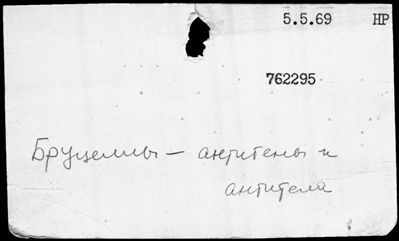 5.5.69 НР
762295
Бруцеллы — антигены и
антитела